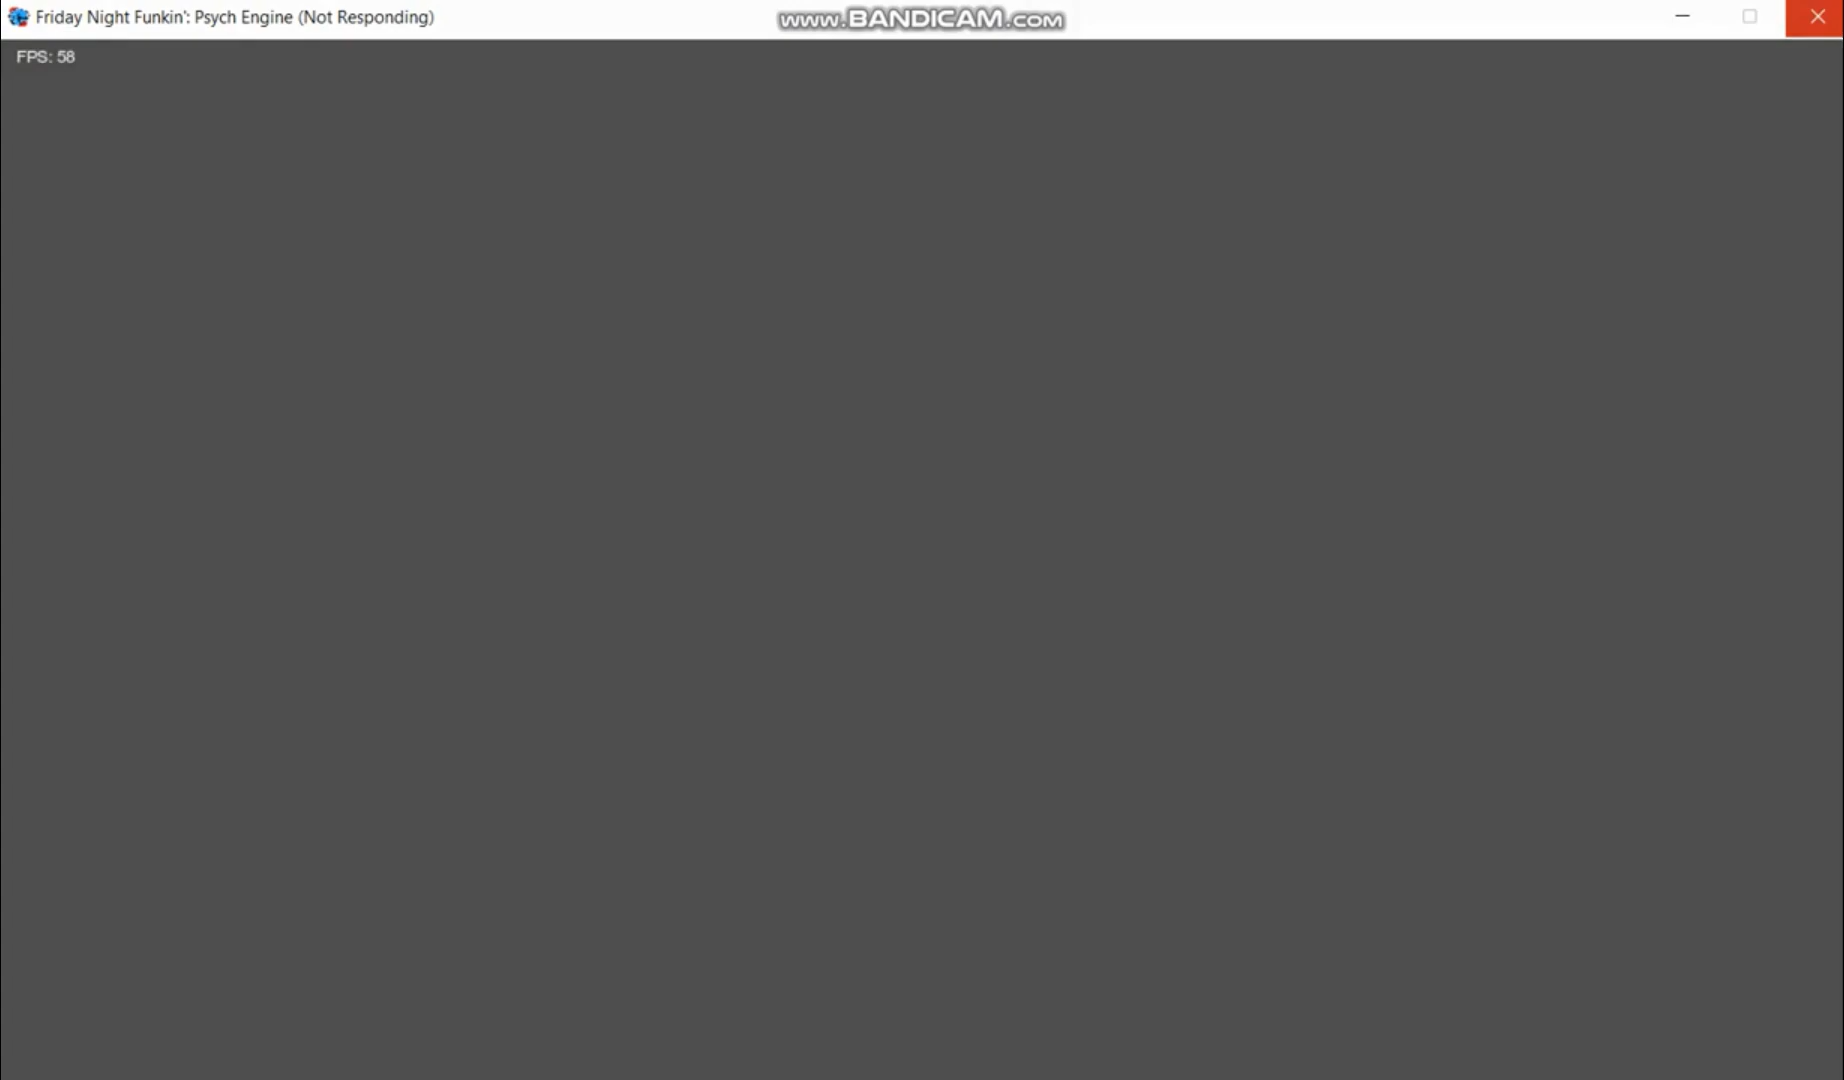 Friday Night Funkin': Psych Engine (Not Responding)
www.BANDICAM.com
FPS: 58